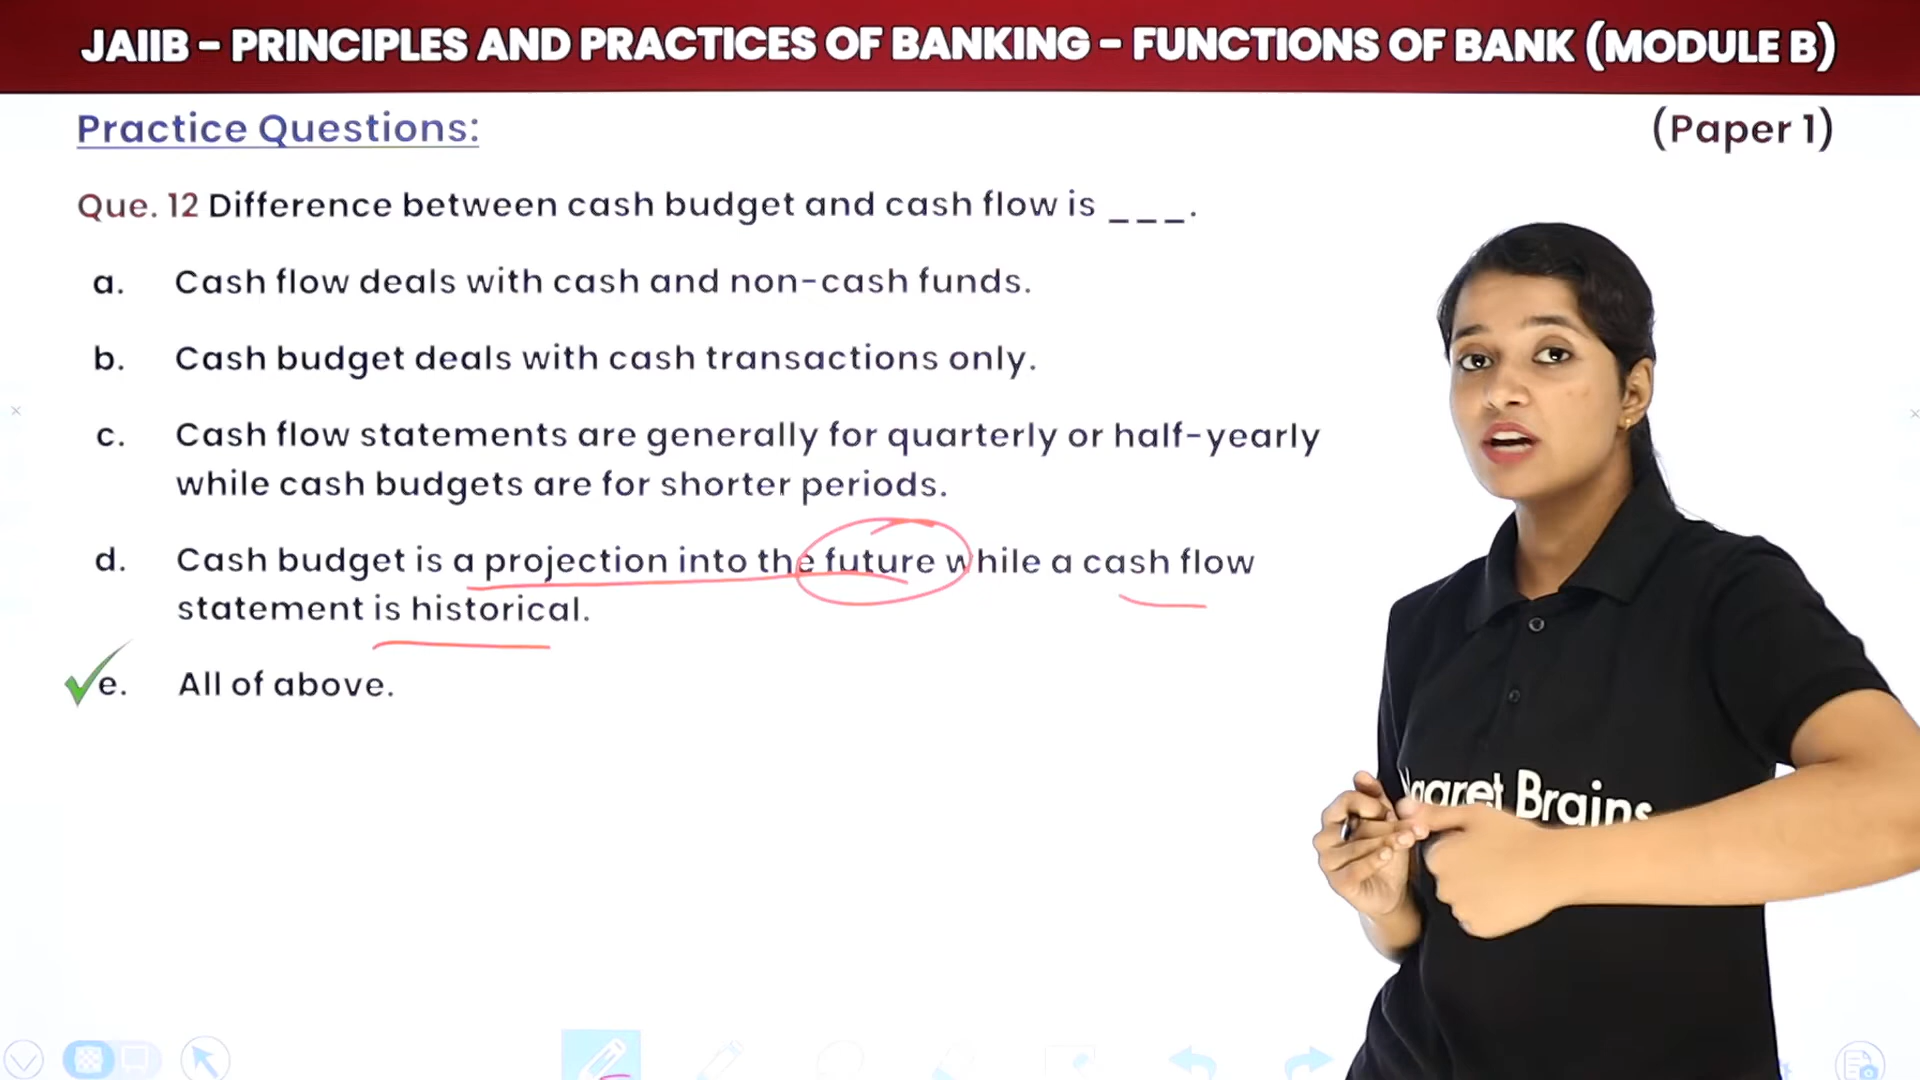 JAIIB – PRINCIPLES AND PRACTICES OF BANKING – FUNCTIONS OF BANK (MODULE B)
Practice Questions:
(Paper 1)
Que. 12 Difference between cash budget and cash flow is _ _ _.
a. Cash flow deals with cash and non-cash funds.
b. Cash budget deals with cash transactions only.
c. Cash flow statements are generally for quarterly or half-yearly
while cash budgets are for shorter periods.
d. Cash budget is a projection into the future while a cash flow
statement is historical.
e. All of above.
Brains